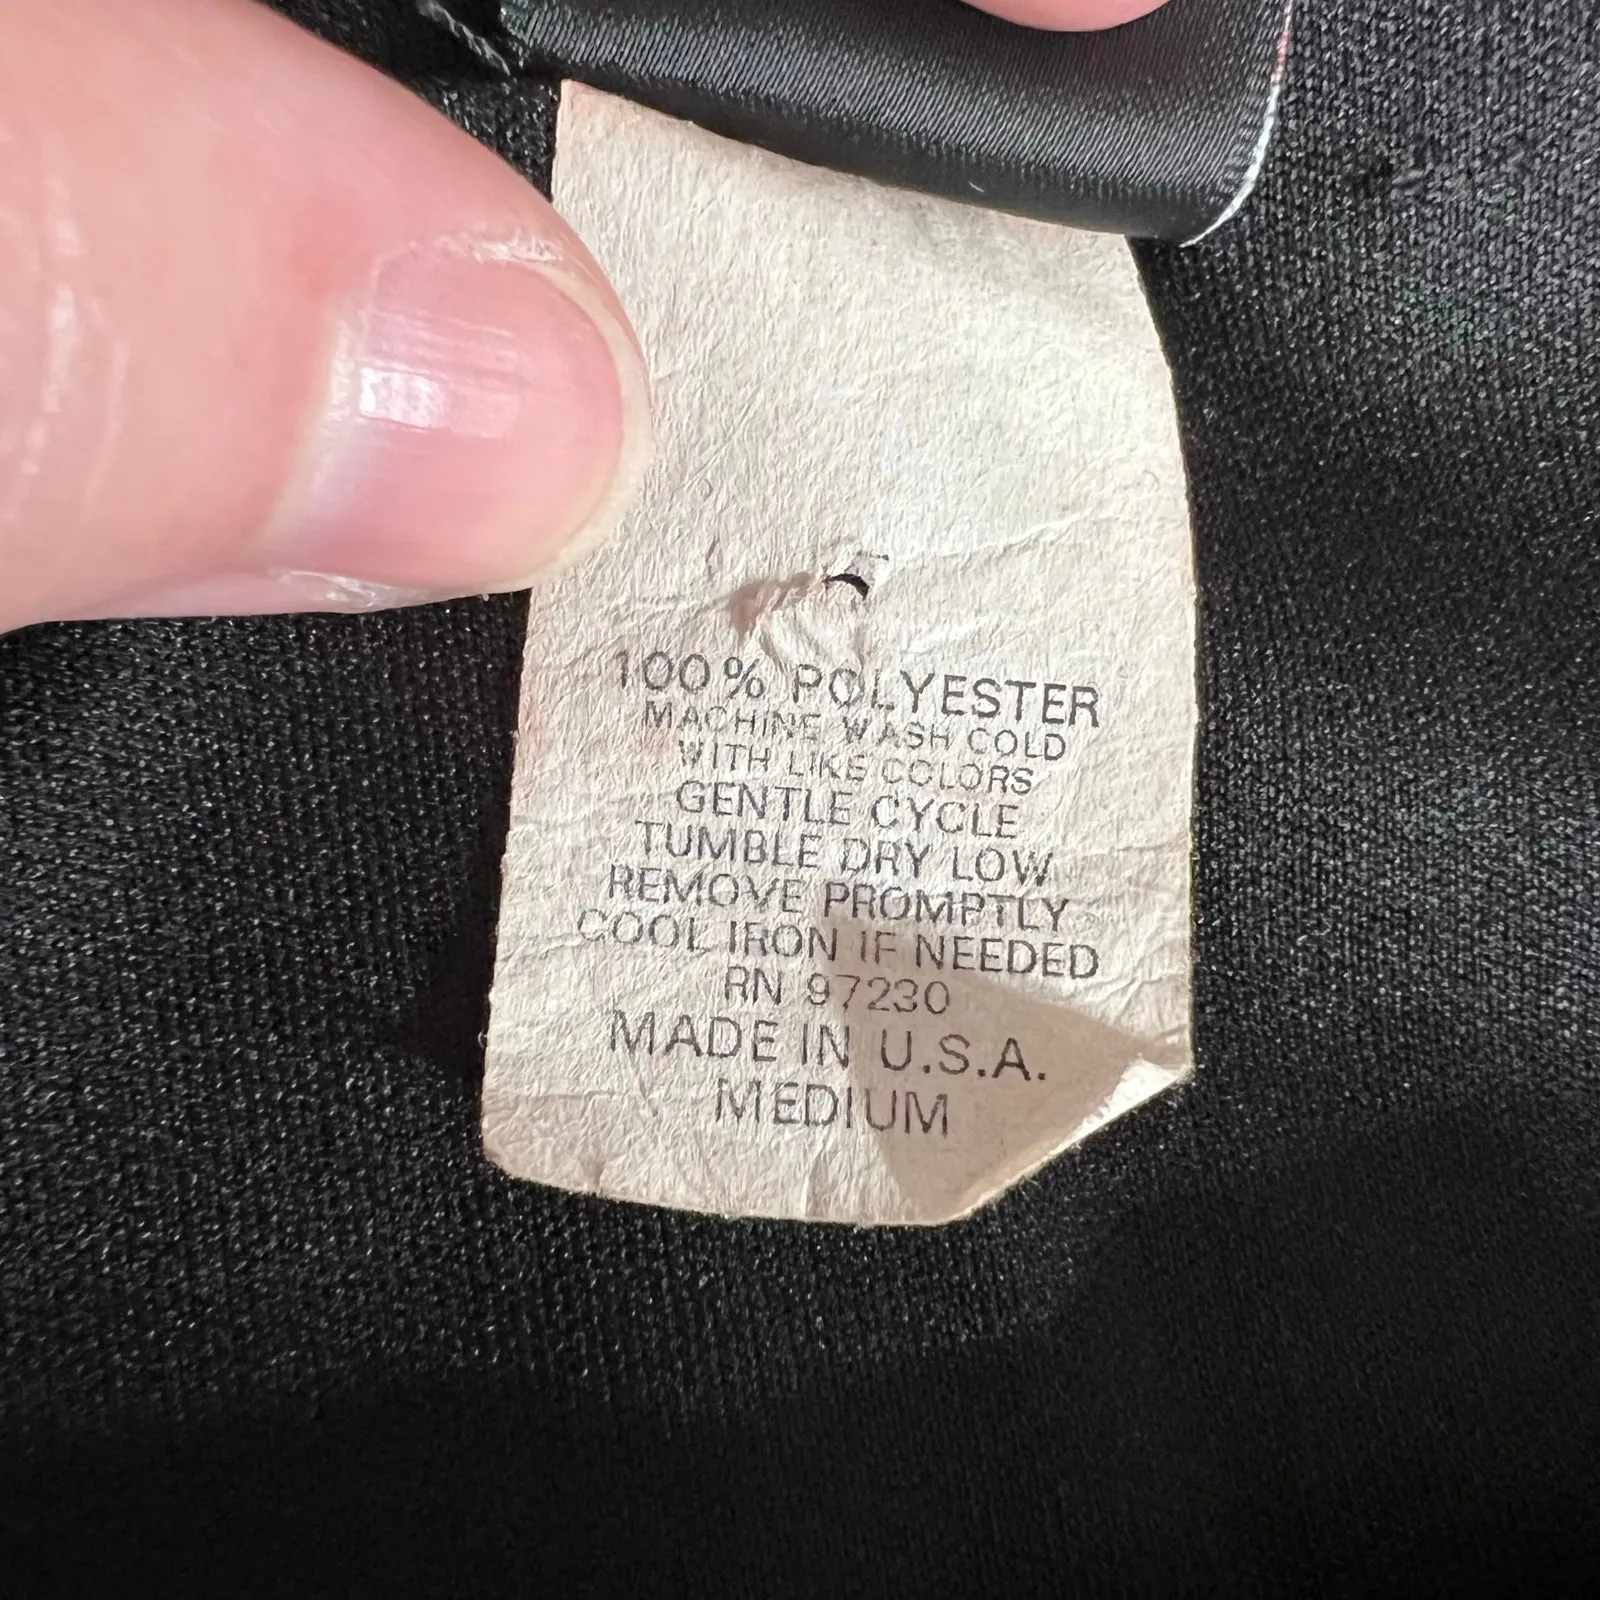 100% POLYESTER
MACHINE WASH COLD
WITH LIKE COLORS
GENTLE CYCLE
TUMBLE DRY LOW
REMOVE PROMPTLY
COOL IRON IF NEEDED
RN 97230
MADE IN U.S.A.
MEDIUM